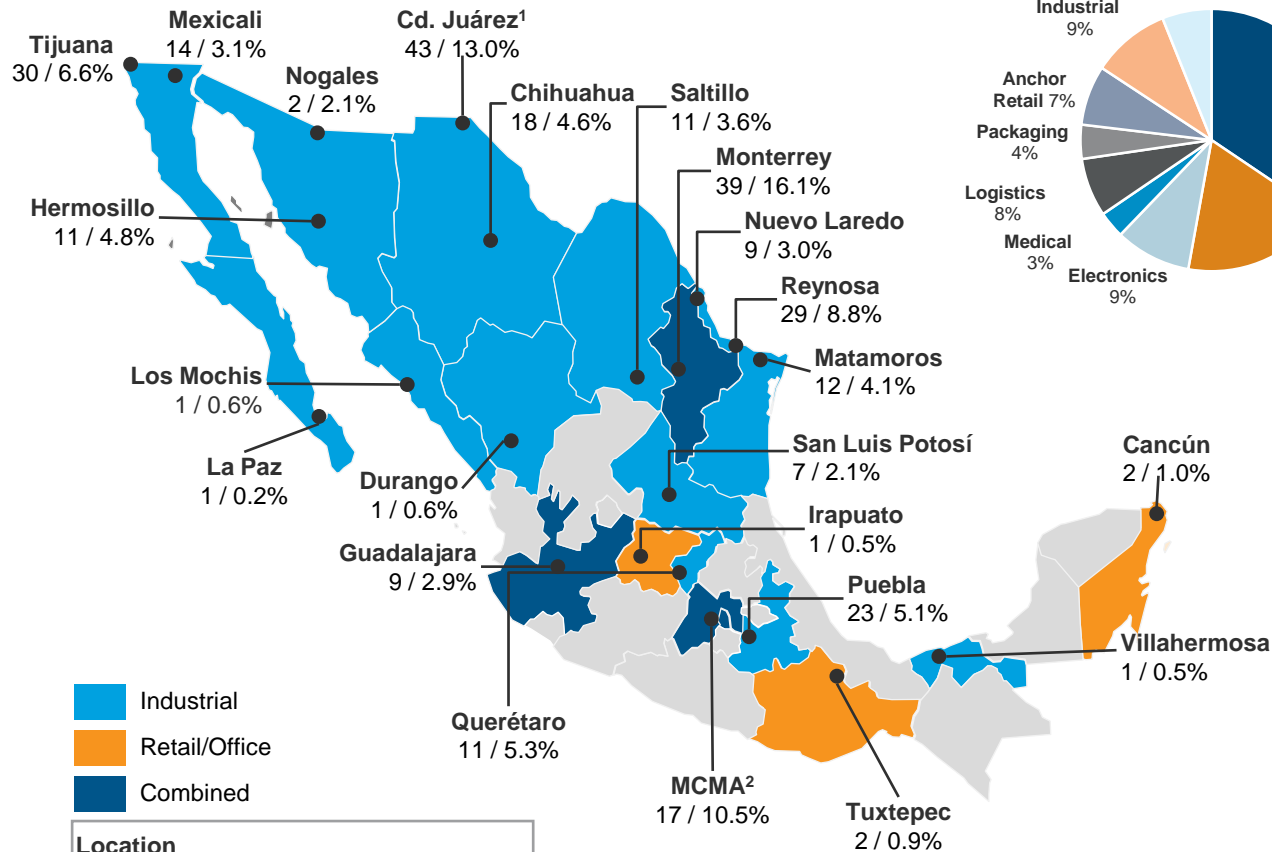 Mexicali
14 / 3.1%
Cd. Juárez¹
43 / 13.0%
Tijuana
30 / 6.6%
Nogales
2 / 2.1%
Chihuahua
18 / 4.6%
Saltillo
11 / 3.6%
Monterrey
39 / 16.1%
Hermosillo
11 / 4.8%
Nuevo Laredo
9 / 3.0%
Reynosa
29 / 8.8%
Matamoros
12 / 4.1%
Los Mochis
1 / 0.6%
La Paz
1 / 0.2%
Durango
1 / 0.6%
San Luis Potosí
7 / 2.1%
Cancún
2 / 1.0%
Irapuato
1 / 0.5%
Guadalajara
9 / 2.9%
Puebla
23 / 5.1%
Villahermosa
1 / 0.5%
Querétaro
11 / 5.3%
MCMA²
17 / 10.5%
Tuxtepec
2 / 0.9%
Industrial
9%
Anchor
Retail 7%
Packaging
4%
Logistics
8%
Medical
3%
Electronics
9%
Industrial
Retail/Office
Combined
Location